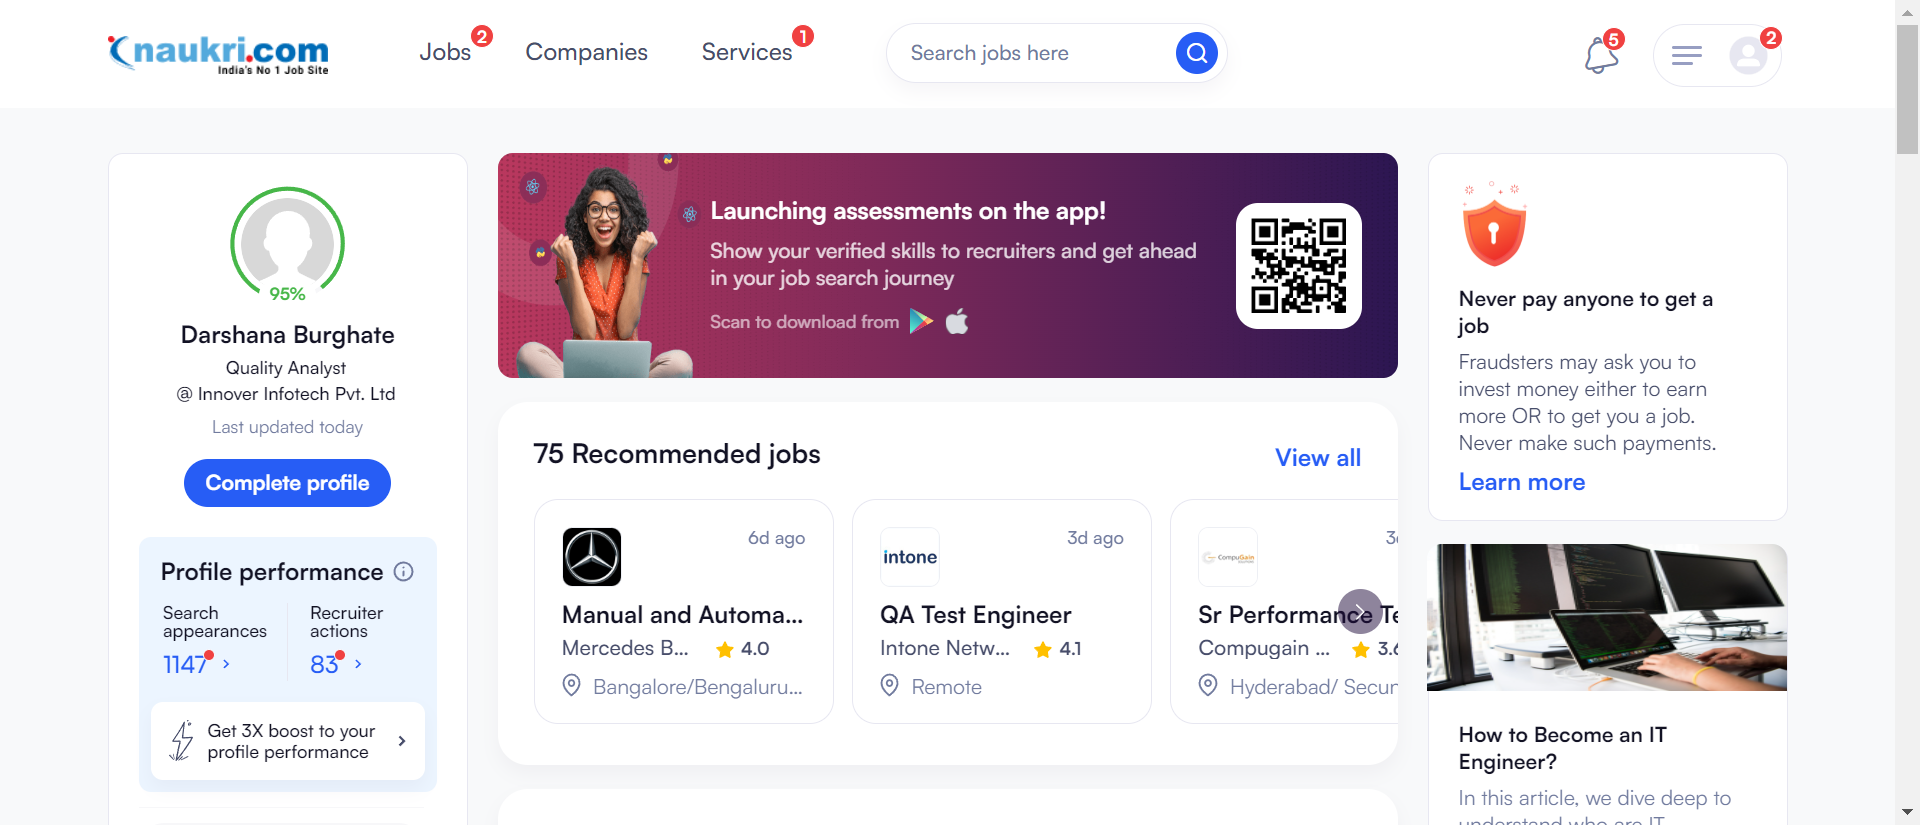 naukri.com
India's No 1 Job Site
Jobs
2
Companies
Services
1
Search jobs here
5
2
95%
Darshana Burghate
Quality Analyst
@ Innover Infotech Pvt. Ltd
Last updated today
Complete profile
Profile performance
Search
appearances
1147
Recruiter
actions
83
Get 3X boost to your
profile performance
Launching assessments on the app!
Show your verified skills to recruiters and get ahead
in your job search journey
Scan to download from
75 Recommended jobs
View all
6d ago
Manual and Automa...
Mercedes B... 4.0
Bangalore/Bengaluru...
intone
3d ago
QA Test Engineer
Intone Netw... 4.1
Remote
CompuGain
Sr Performance Te
Compugain ... 3.6
Hyderabad/ Secun
Never pay anyone to get a
job
Fraudsters may ask you to
invest money either to earn
more OR to get you a job.
Never make such payments.
Learn more
How to Become an IT
Engineer?
In this article, we dive deep to
understand who are IT